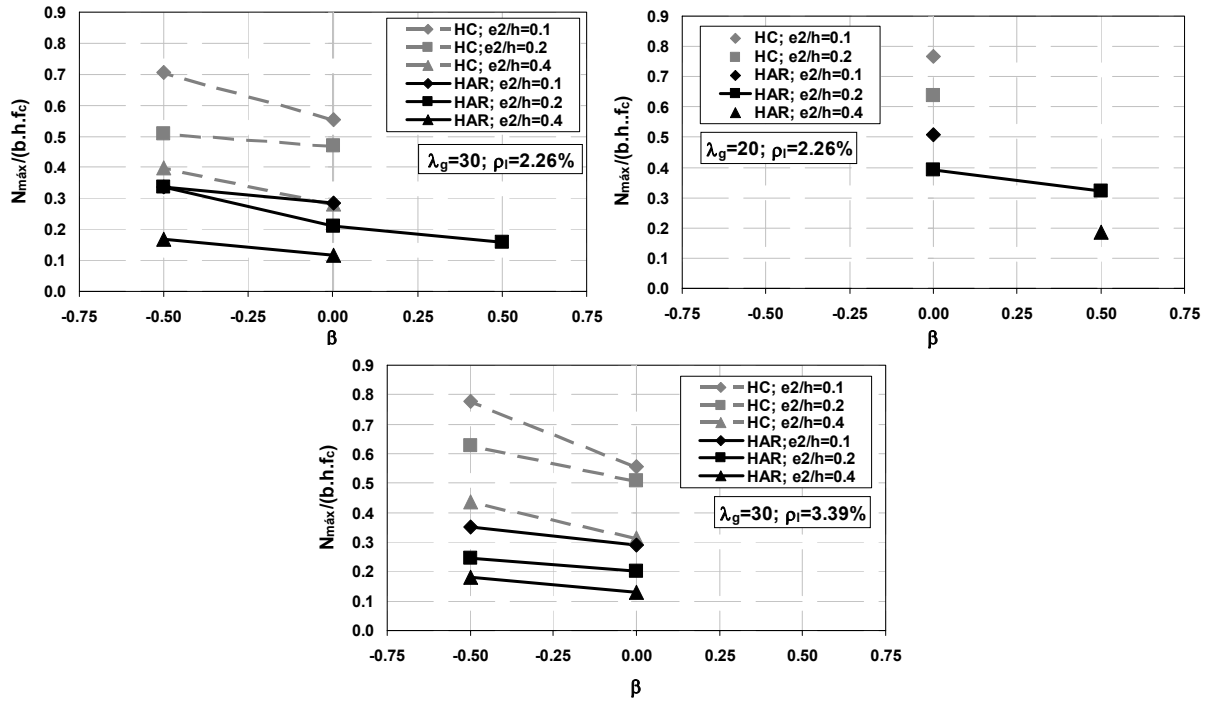 0.9
0.8
0.7
0.6
0.5
0.4
0.3
0.2
0.1
0.0
Nmáx/(b.h.fc)
-0.75 -0.50 -0.25 0.00 0.25 0.50 0.75
β
HC; e2/h=0.1
HC;e2/h=0.2
HC; e2/h=0.4
HAR; e2/h=0.1
HAR; e2/h=0.2
HAR; e2/h=0.4
λg=30; ρl=2.26%
0.9
0.8
0.7
0.6
0.5
0.4
0.3
0.2
0.1
0.0
Nmáx/(b.h..fc)
-0.75 -0.50 -0.25 0.00 0.25 0.50 0.75
β
HC; e2/h=0.1
HC; e2/h=0.2
HAR; e2/h=0.1
HAR; e2/h=0.2
HAR; e2/h=0.4
λg=20; ρl=2.26%
0.9
0.8
0.7
0.6
0.5
0.4
0.3
0.2
0.1
0.0
Nmáx/(b.h.fc)
-0.75 -0.50 -0.25 0.00 0.25 0.50 0.75
β
HC; e2/h=0.1
HC; e2/h=0.2
HC; e2/h=0.4
HAR;e2/h=0.1
HAR; e2/h=0.2
HAR; e2/h=0.4
λg=30; ρl=3.39%